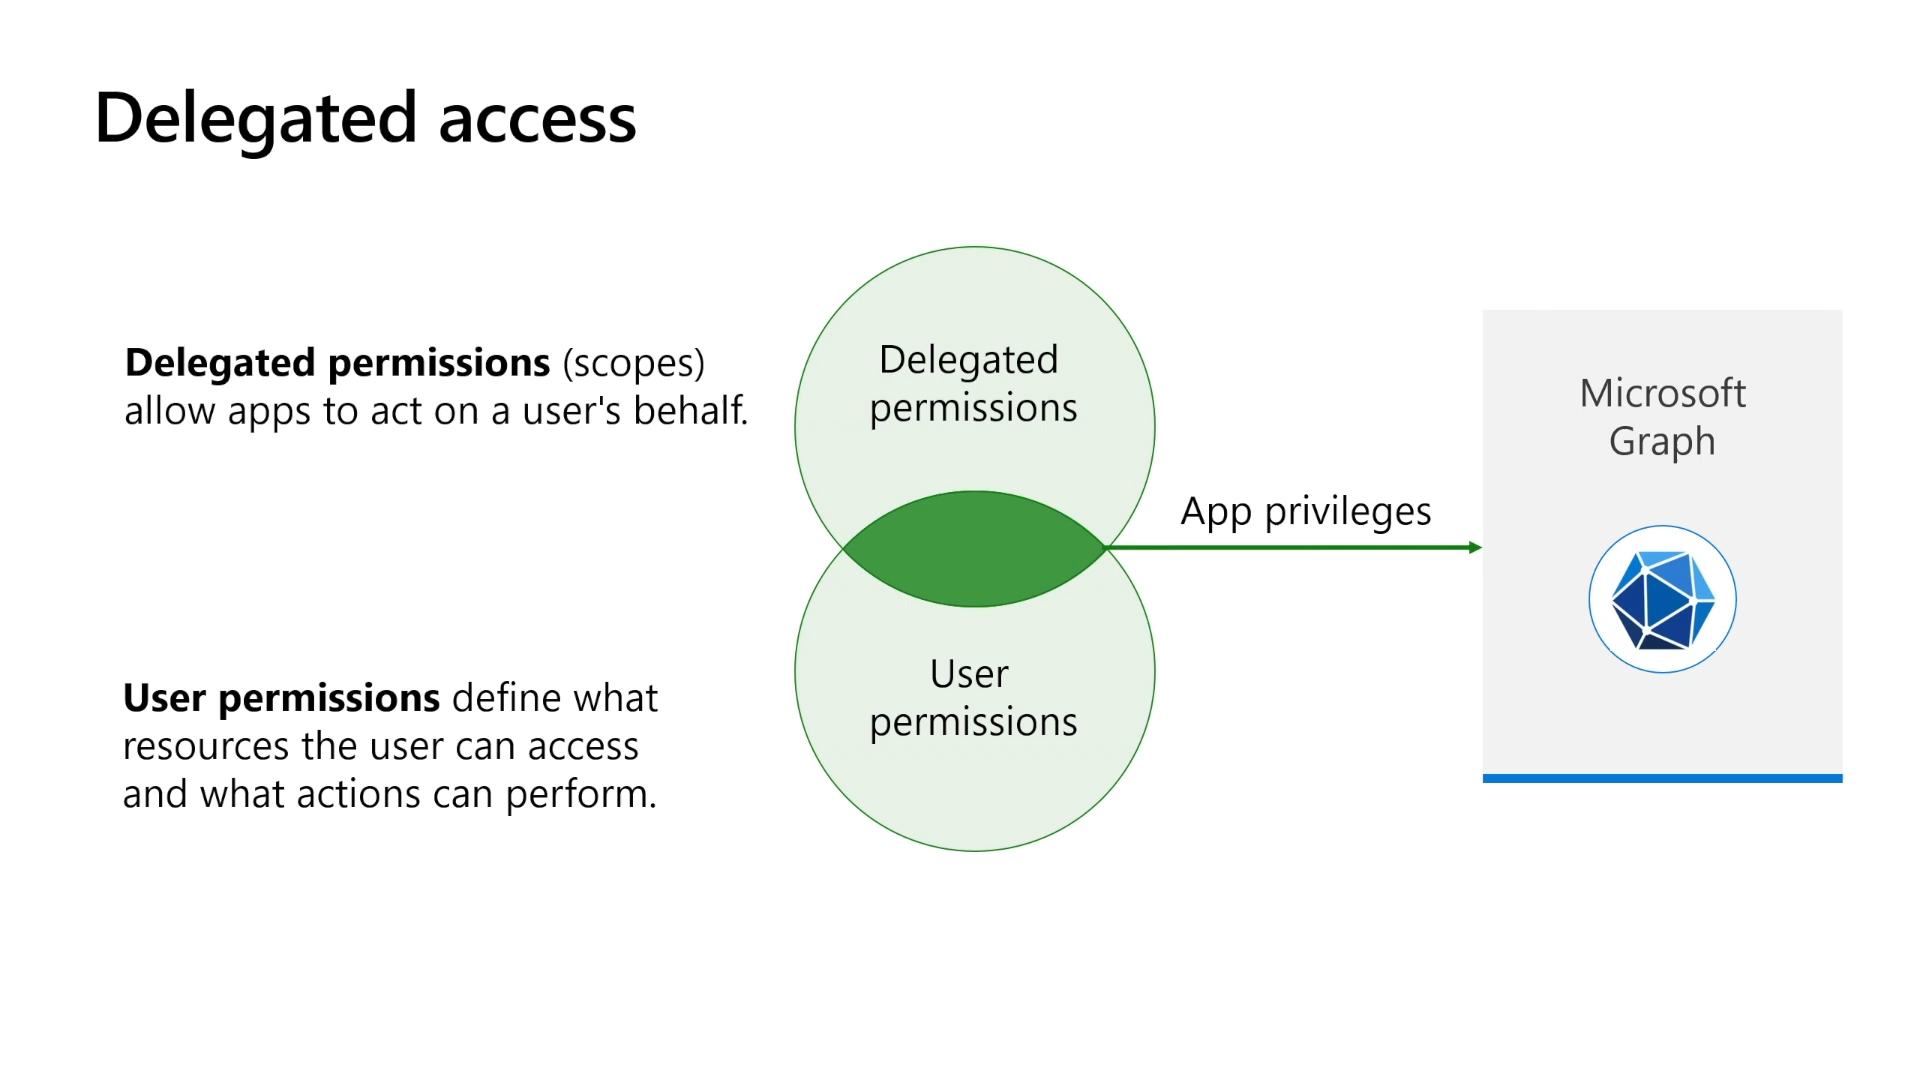 Delegated access
Delegated permissions (scopes)
allow apps to act on a user's behalf.
User permissions define what
resources the user can access
and what actions can perform.
Delegated
permissions
User
permissions
App privileges
Microsoft
Graph